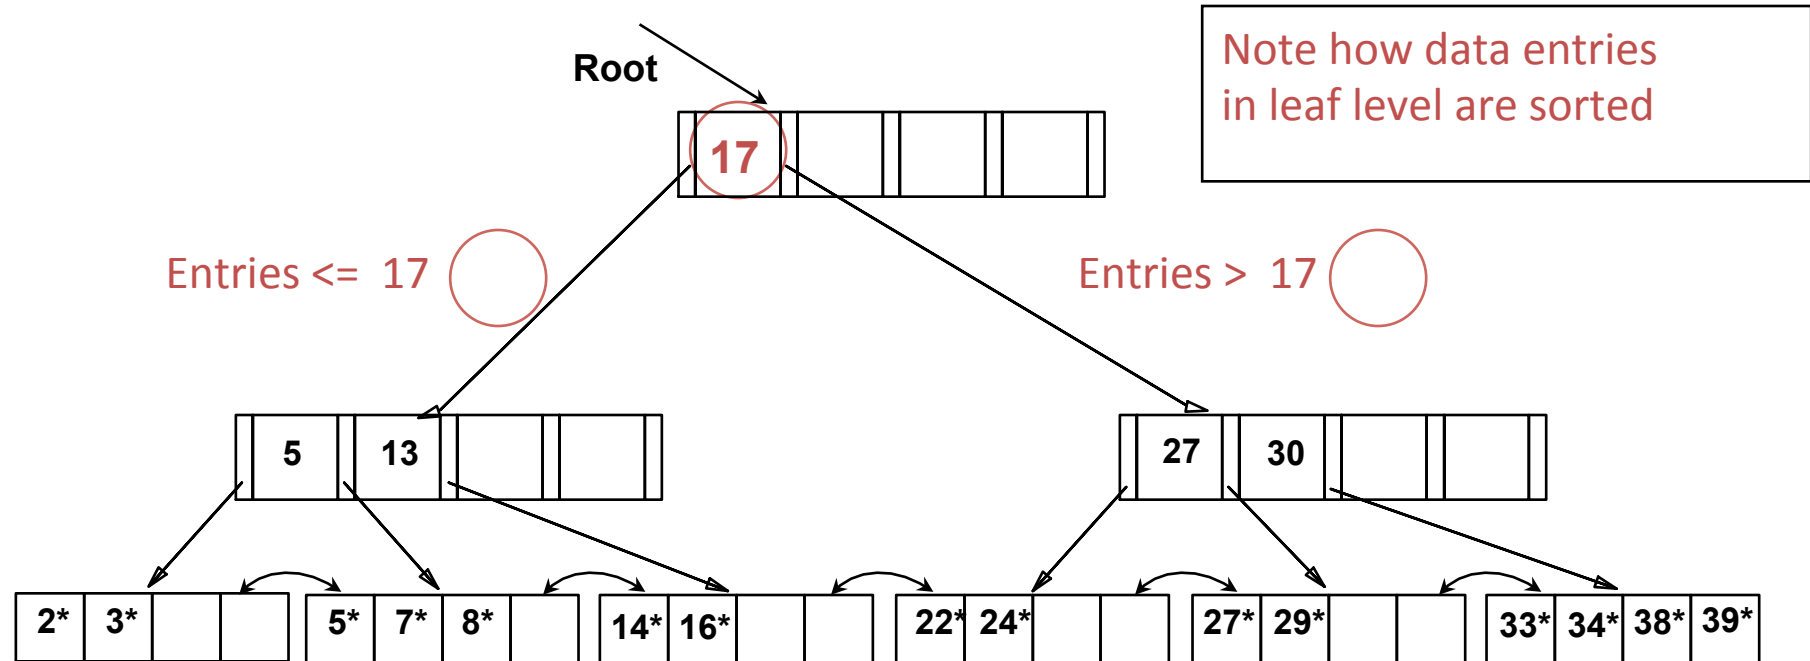 Root
Note how data entries
in leaf level are sorted
17
Entries <= 17
Entries > 17
5 13
27 30
2* 3* 5* 7* 8* 14* 16* 22* 24* 27* 29* 33* 34* 38* 39*